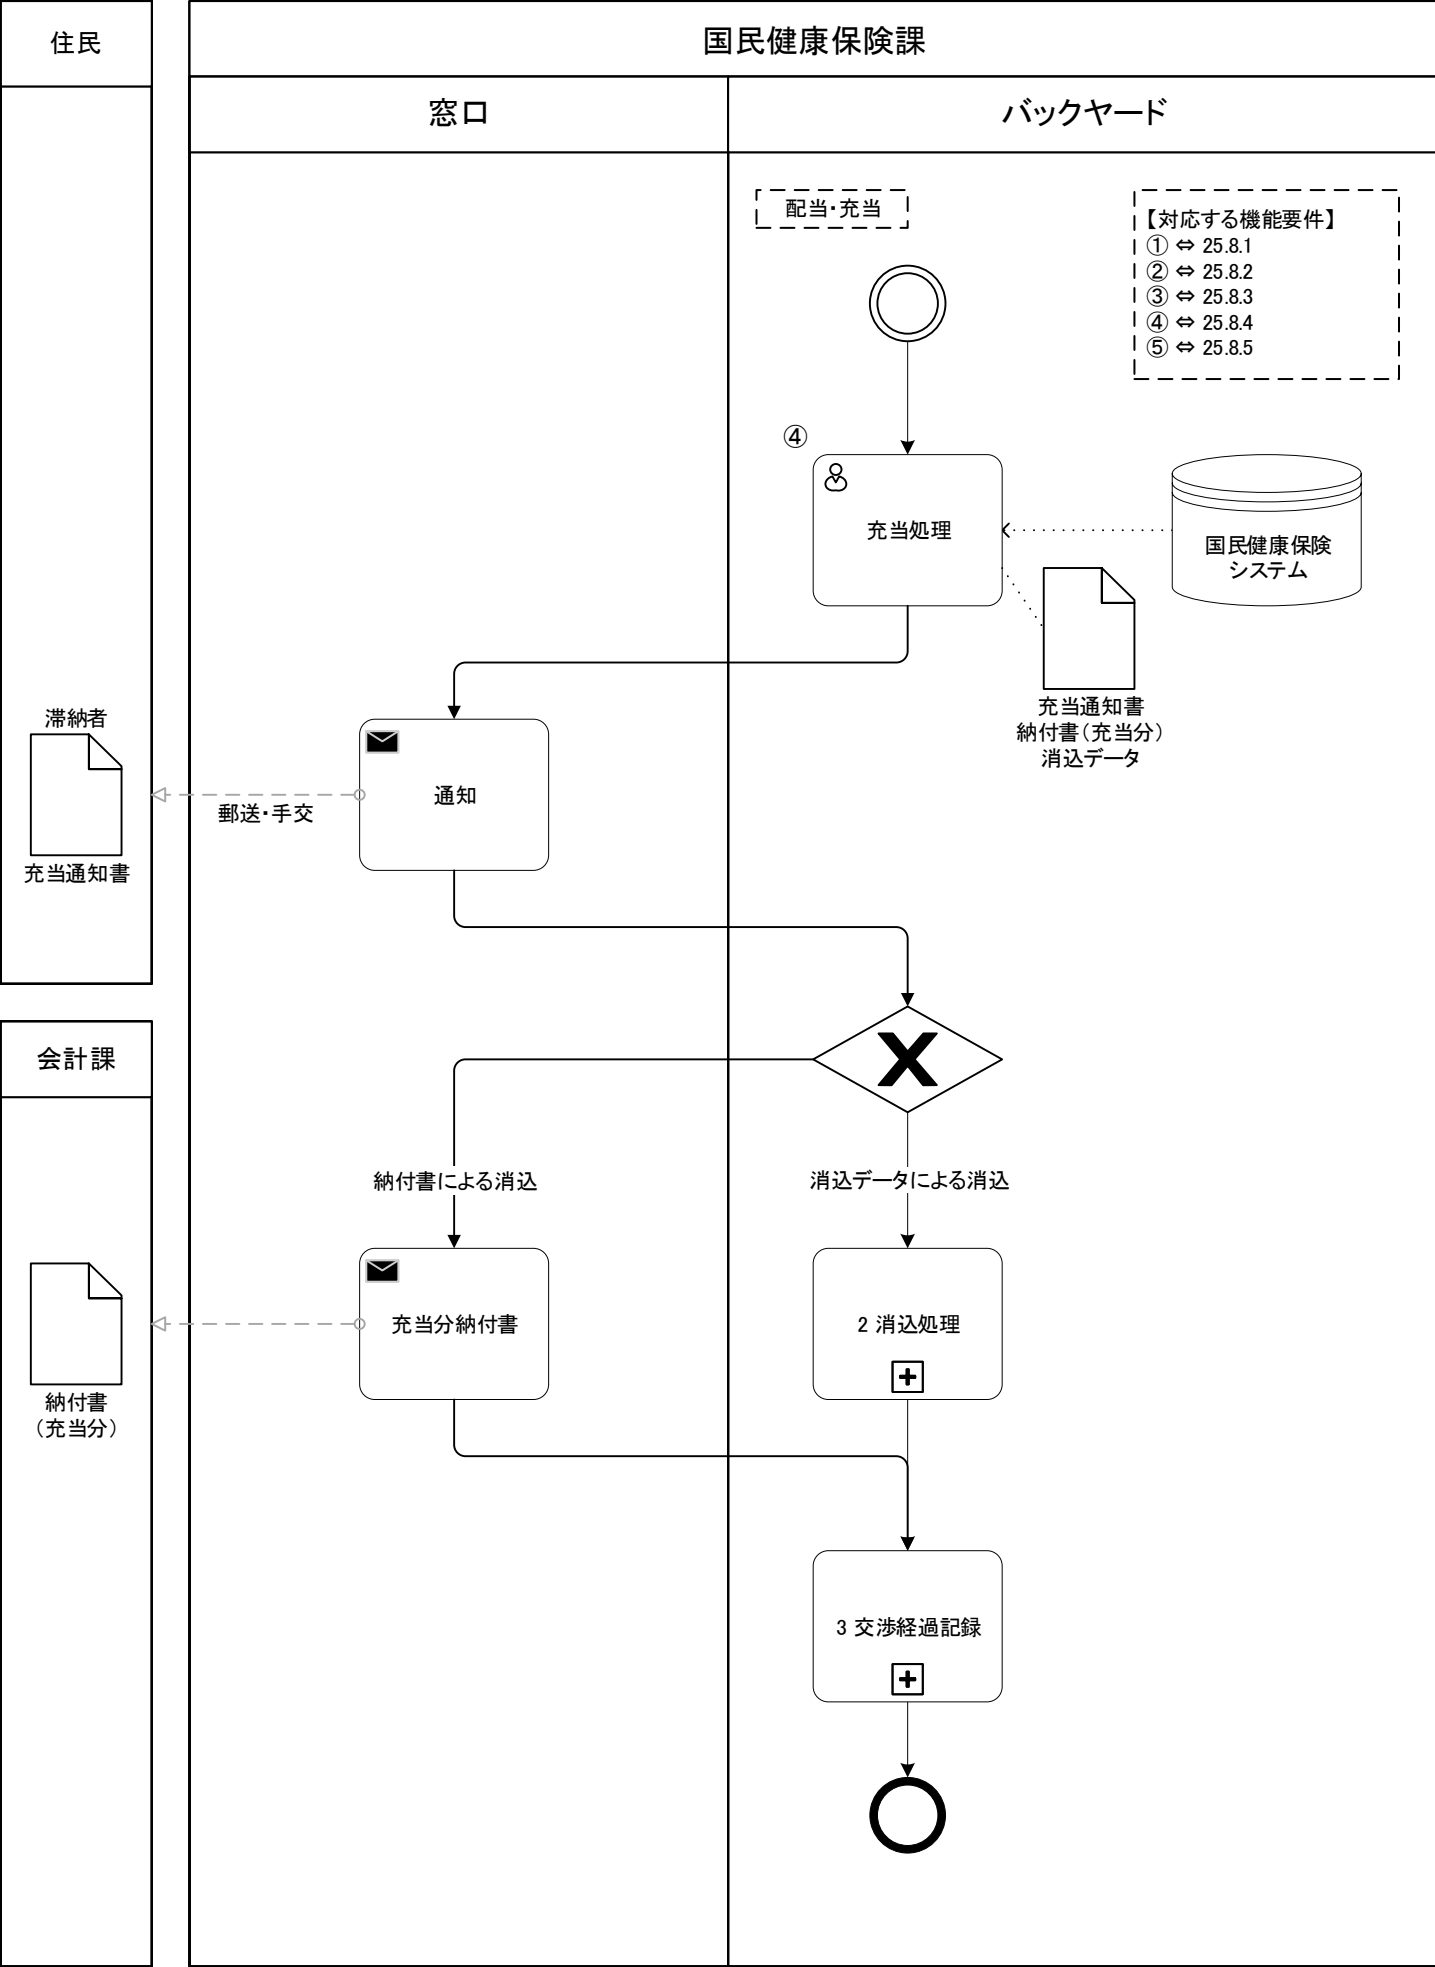 住民
国民健康保険課
窓口
バックヤード
配当・充当
【対応する機能要件】
① ⇔ 25.8.1
② ⇔ 25.8.2
③ ⇔ 25.8.3
④ ⇔ 25.8.4
⑤ ⇔ 25.8.5
④
充当処理
国民健康保険
システム
充当通知書
納付書（充当分）
消込データ
滞納者
充当通知書
郵送・手交
通知
会計課
納付書による消込
消込データによる消込
充当分納付書
2 消込処理
納付書
（充当分）
3 交渉経過記録